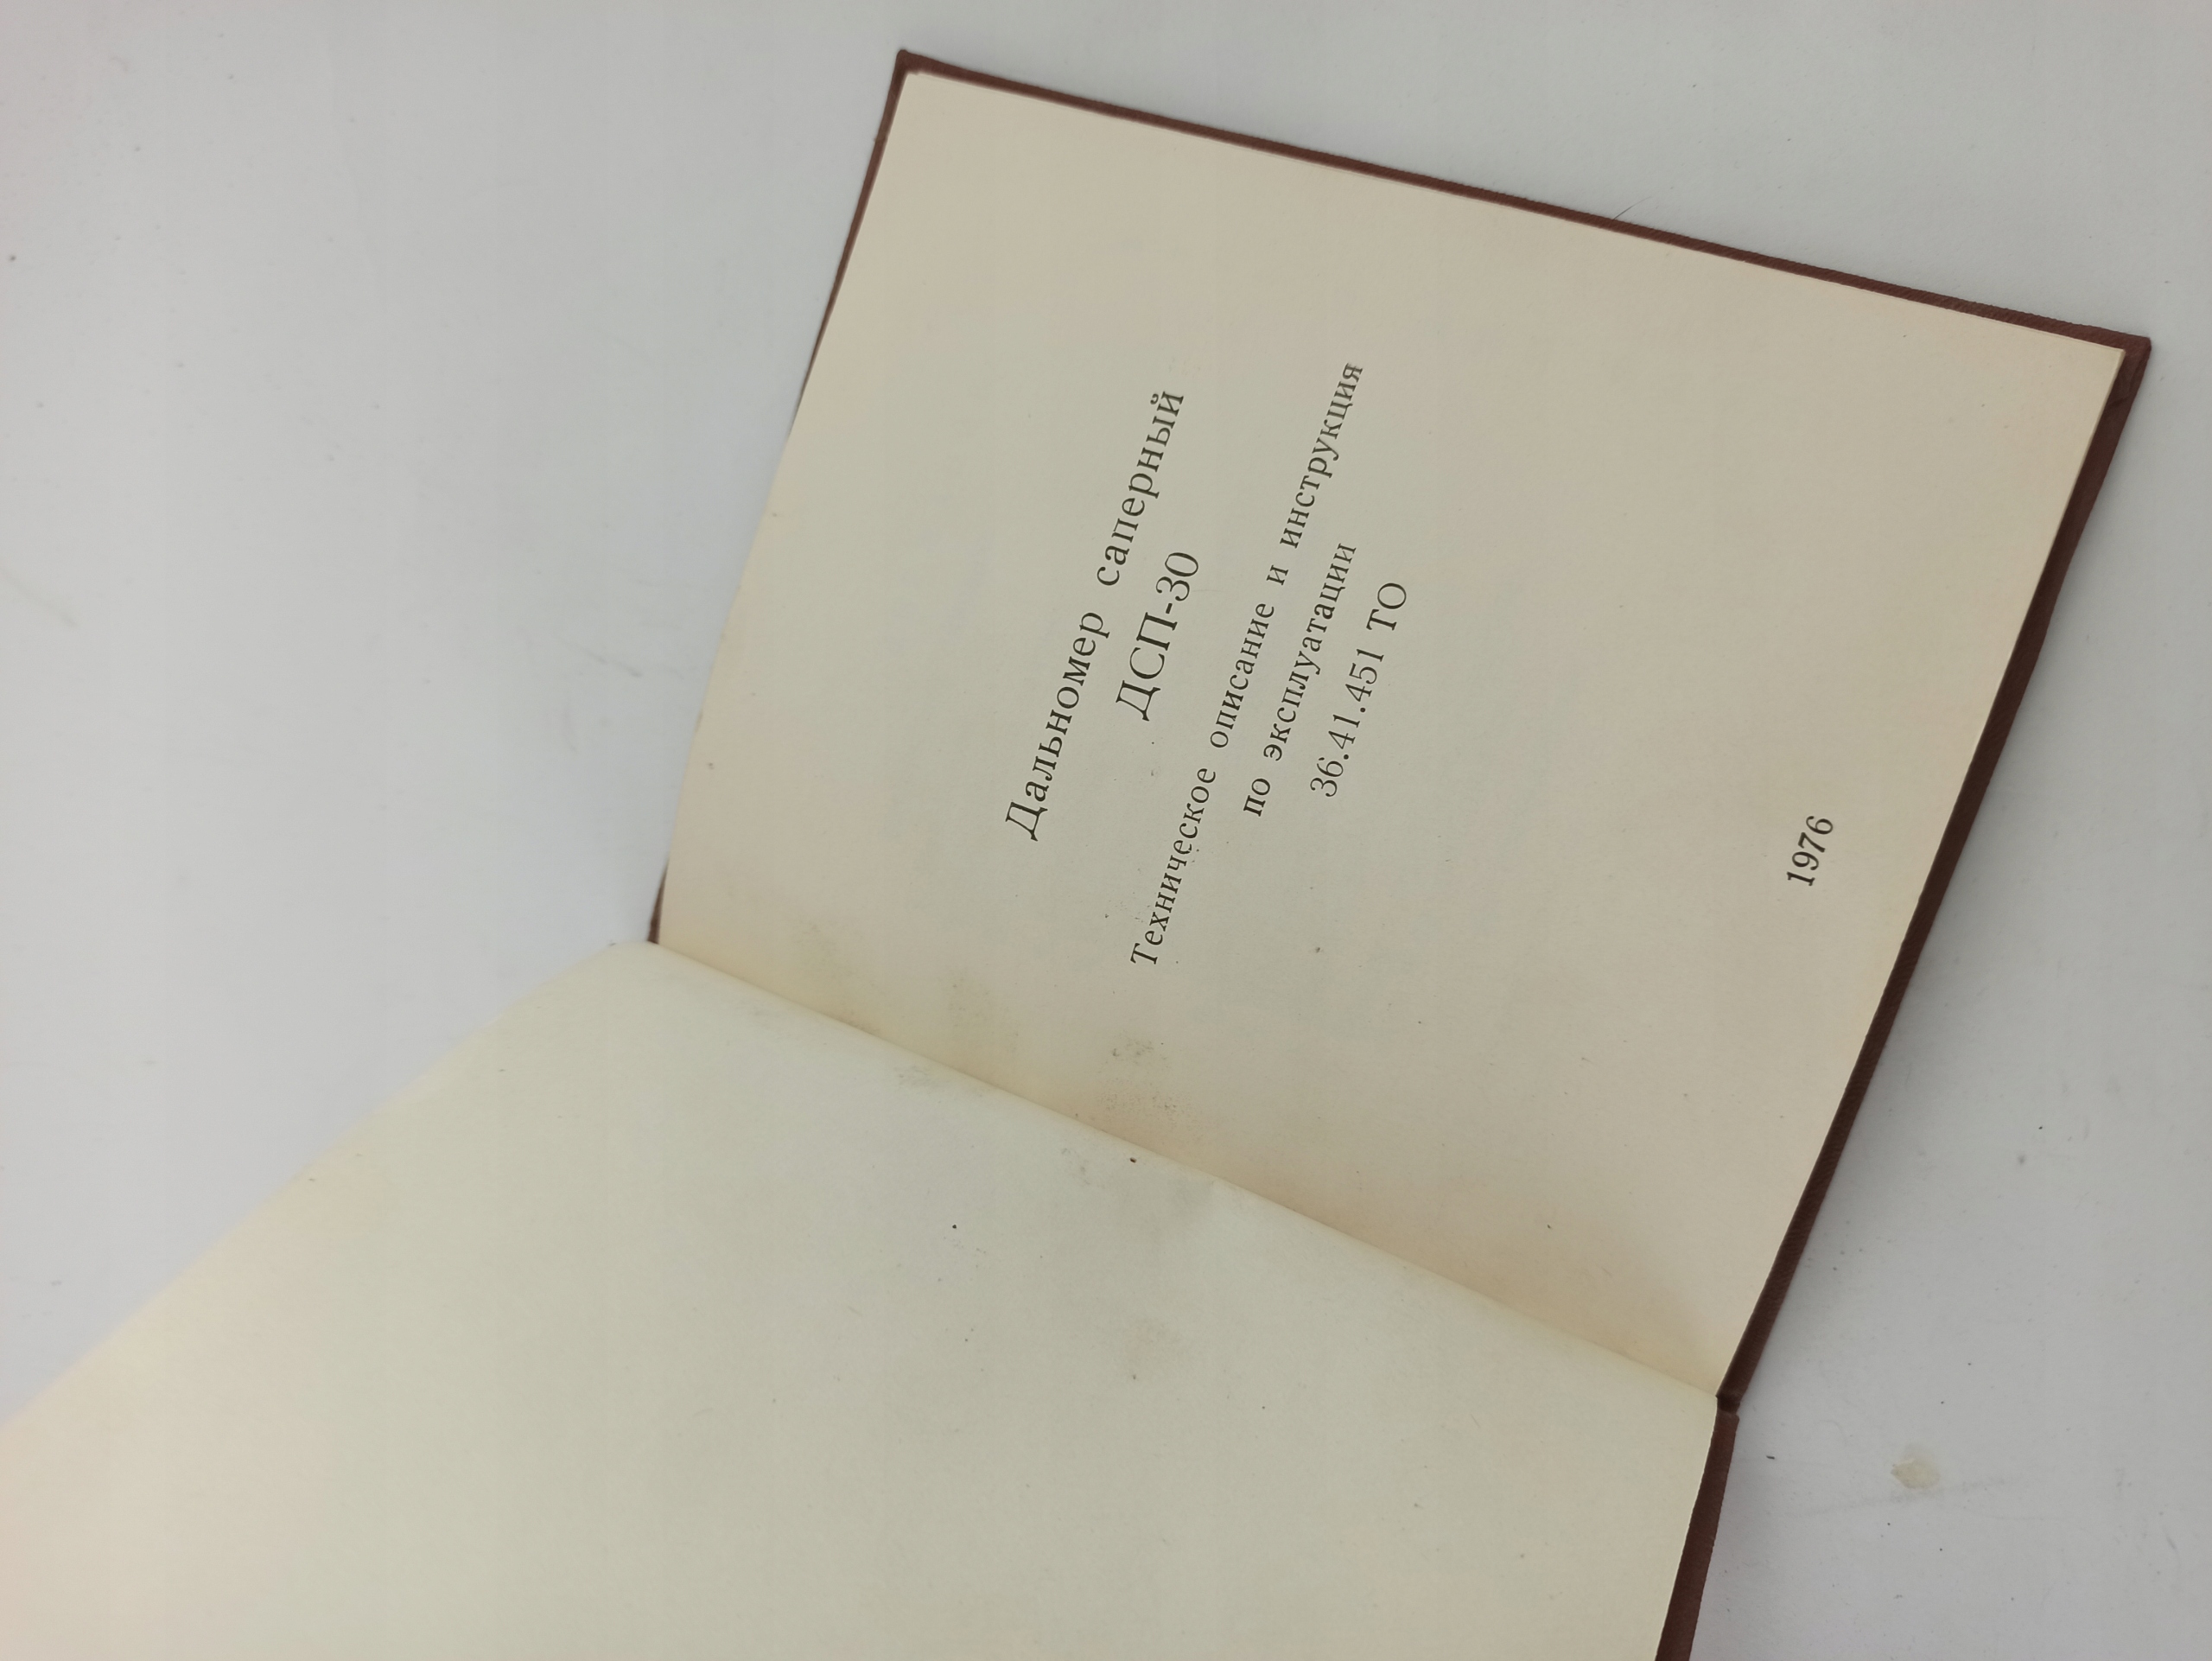 Дальномер саперный
ДСП-30
Техническое описание и инструкция
по эксплуатации
36.41.451 ТО
1976